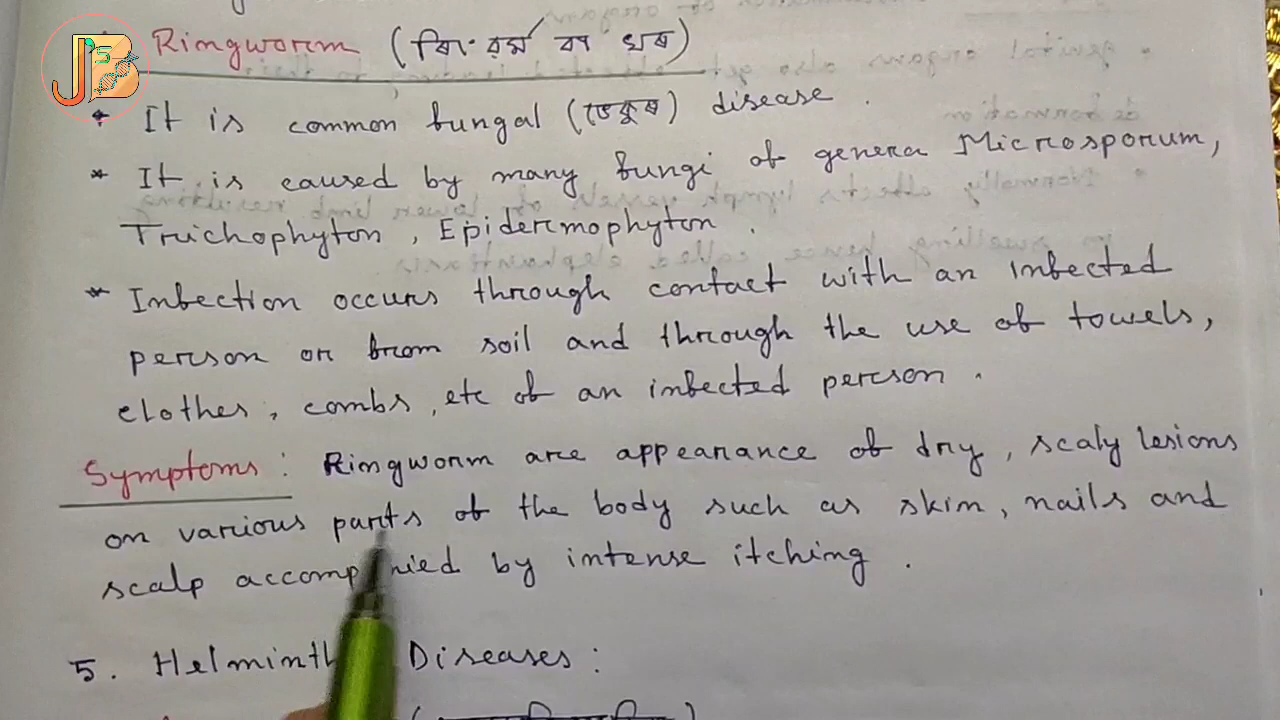 Ringworm (ৰিং ৱৰ্ম বা খৰ)
* It is common fungal (ভেকুৰ) disease.
* It is caused by many fungi of genera Microsporum,
Trichophyton, Epidermophyton.
* Infection occurs through contact with an infected
person or from soil and through the use of towels,
clothes, combs, etc of an infected person.
Symptoms: Ringworm are appearance of dry, scaly lesions
on various parts of the body such as skin, nails and
scalp accompanied by intense itching.
5. Helminth Diseases: